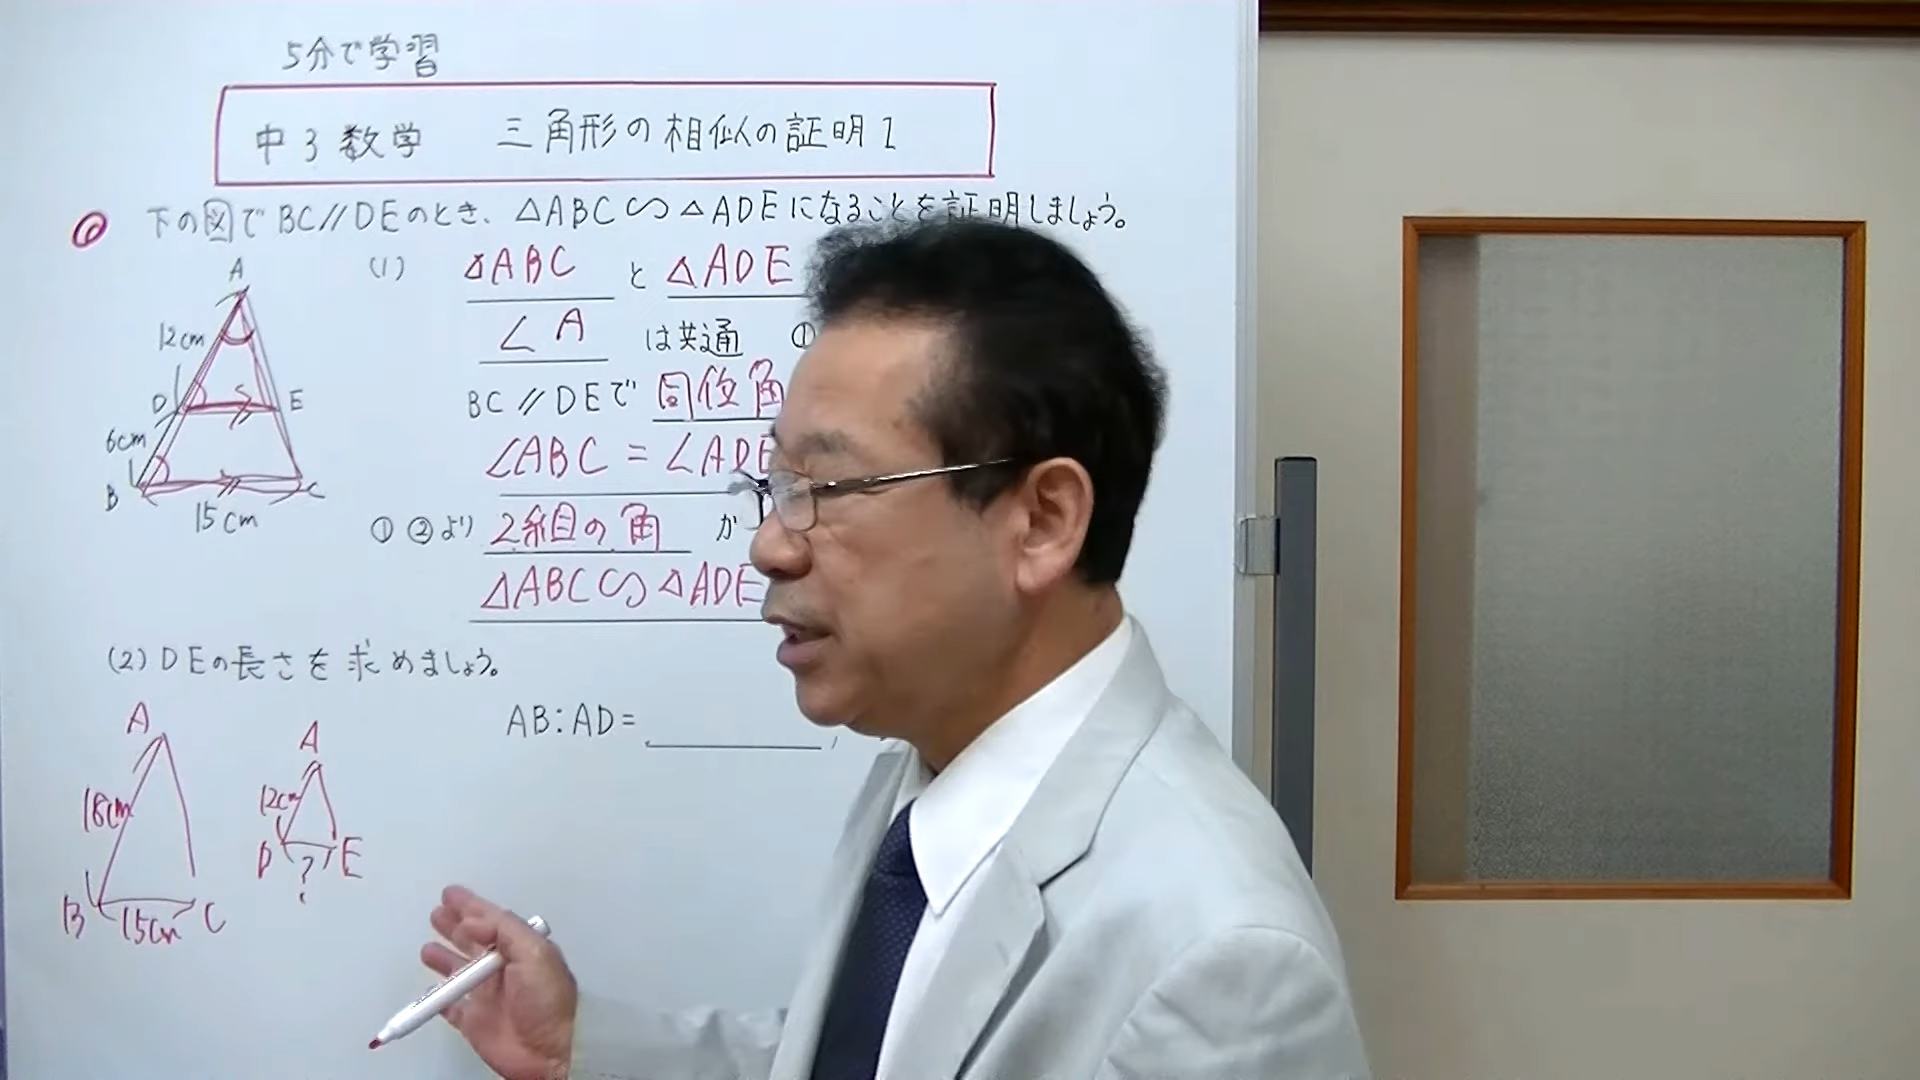 5分で学習
中3数学 三角形の相似の証明1
下の図でBC//DEのとき、△ABC∽△ADEになることを証明しましょう。
(1) △ABC と △ADE
∠A は共通 ①
BC//DEで 同位角
∠ABC = ∠ADE
①②より 2組の角 が
△ABC∽△ADE
A
12cm
D E
6cm
B C
15cm
(2) DEの長さを求めましょう。
AB:AD=
A
18cm
B 15cm C
A
12cm
D ? E